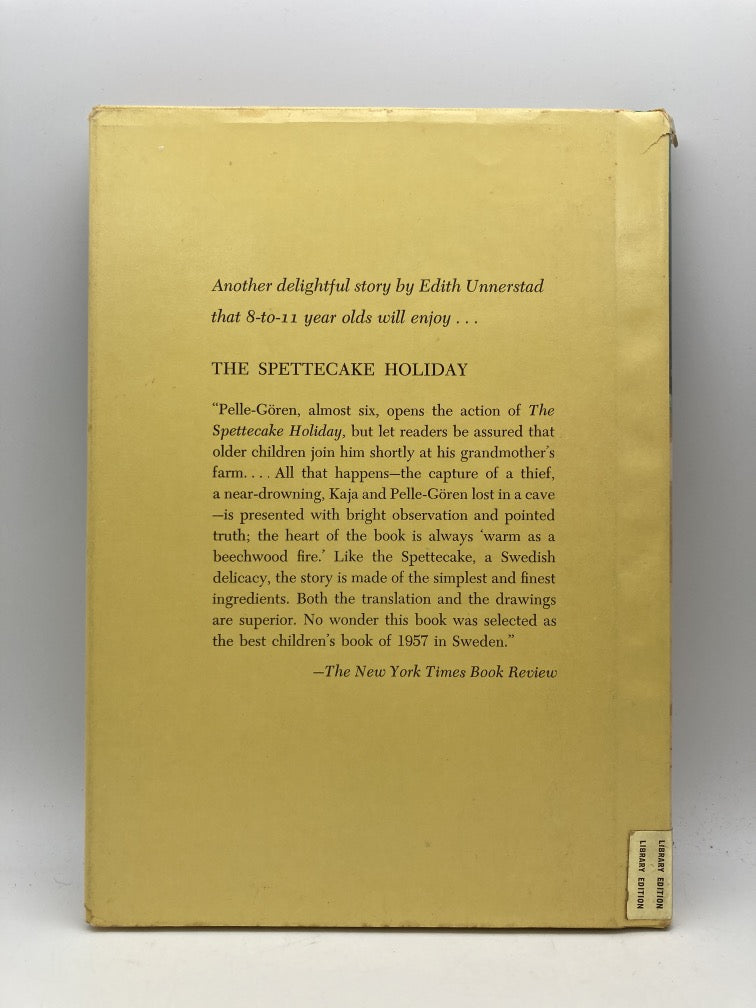 Another delightful story by Edith Unnerstad
that 8-to-11 year olds will enjoy . . .
THE SPETTECAKE HOLIDAY
“Pelle-Gören, almost six, opens the action of The
Spettecake Holiday, but let readers be assured that
older children join him shortly at his grandmother’s
farm. . . . All that happens—the capture of a thief,
a near-drowning, Kaja and Pelle-Gören lost in a cave
—is presented with bright observation and pointed
truth; the heart of the book is always ‘warm as a
beechwood fire.’ Like the Spettecake, a Swedish
delicacy, the story is made of the simplest and finest
ingredients. Both the translation and the drawings
are superior. No wonder this book was selected as
the best children’s book of 1957 in Sweden.”
—The New York Times Book Review
LIBRARY EDITION
LIBRARY EDITION